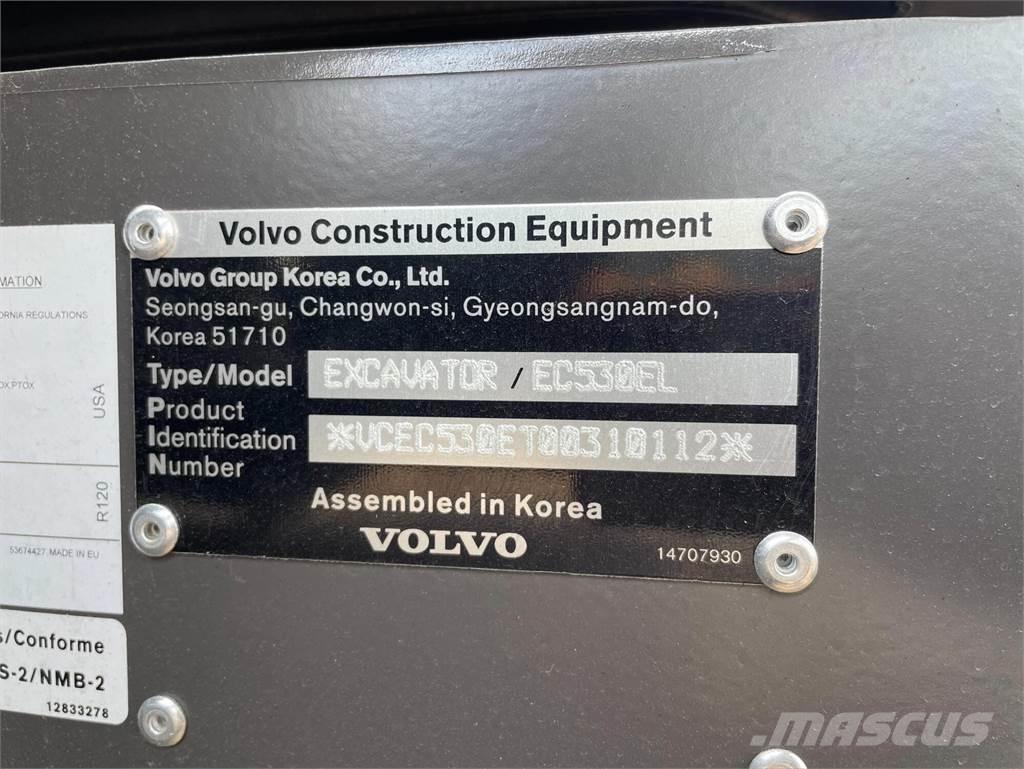 Volvo Construction Equipment
Volvo Group Korea Co., Ltd.
Seongsan-gu, Changwon-si, Gyeongsangnam-do,
Korea 51710
Type/Model EXCAVATOR / EC530EL
Product
Identification *VCEC530ET00310112*
Number
Assembled in Korea
VOLVO
14707930
MATION
ORNIA REGULATIONS
OX,PTOX
USA
R120
53674427.MADE IN EU
s/Conforme
S-2/NMB-2
12833278
MASCUS